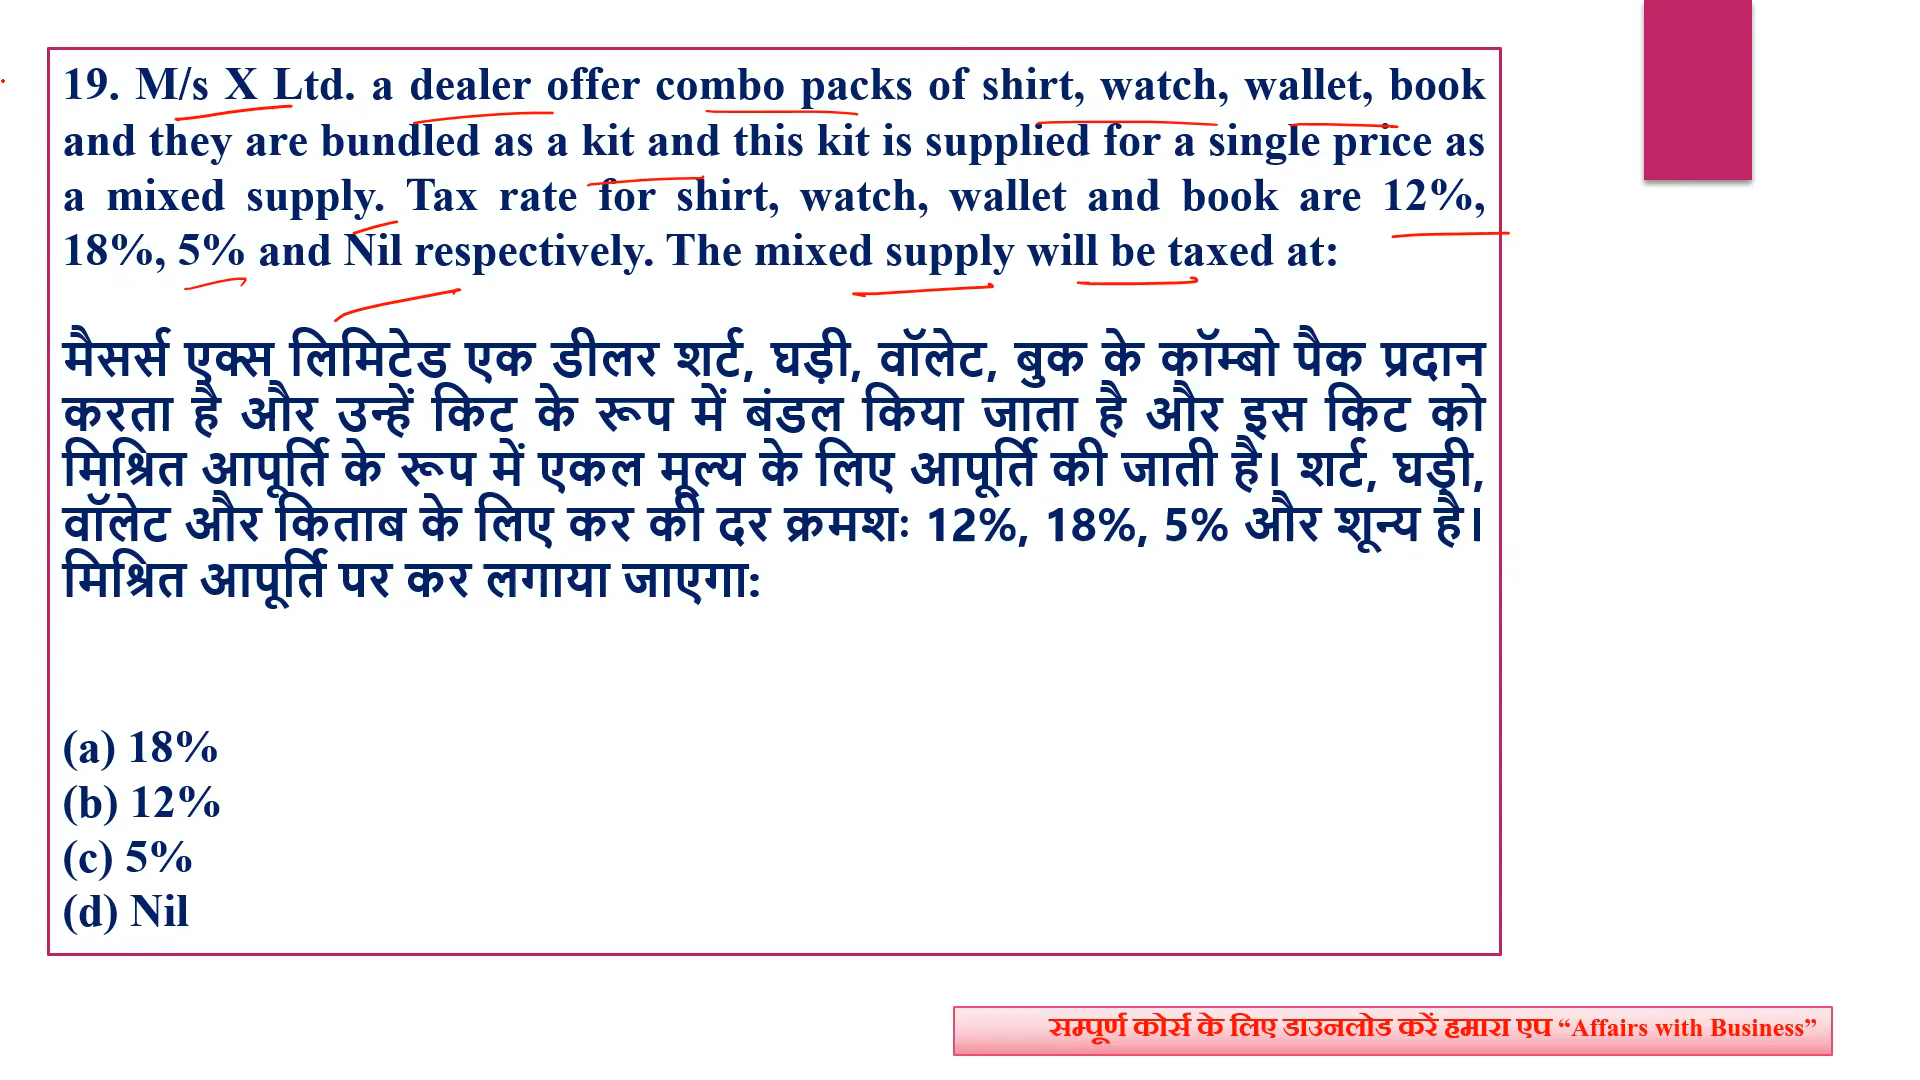 19. M/s X Ltd. a dealer offer combo packs of shirt, watch, wallet, book
and they are bundled as a kit and this kit is supplied for a single price as
a mixed supply. Tax rate for shirt, watch, wallet and book are 12%,
18%, 5% and Nil respectively. The mixed supply will be taxed at:
मैसर्स एक्स लिमिटेड एक डीलर शर्ट, घड़ी, वॉलेट, बुक के कॉम्बो पैक प्रदान
करता है और उन्हें किट के रूप में बंडल किया जाता है और इस किट को
मिश्रित आपूर्ति के रूप में एकल मूल्य के लिए आपूर्ति की जाती है। शर्ट, घड़ी,
वॉलेट और किताब के लिए कर की दर क्रमशः 12%, 18%, 5% और शून्य है।
मिश्रित आपूर्ति पर कर लगाया जाएगा:
(a) 18%
(b) 12%
(c) 5%
(d) Nil
सम्पूर्ण कोर्स के लिए डाउनलोड करें हमारा एप “Affairs with Business”